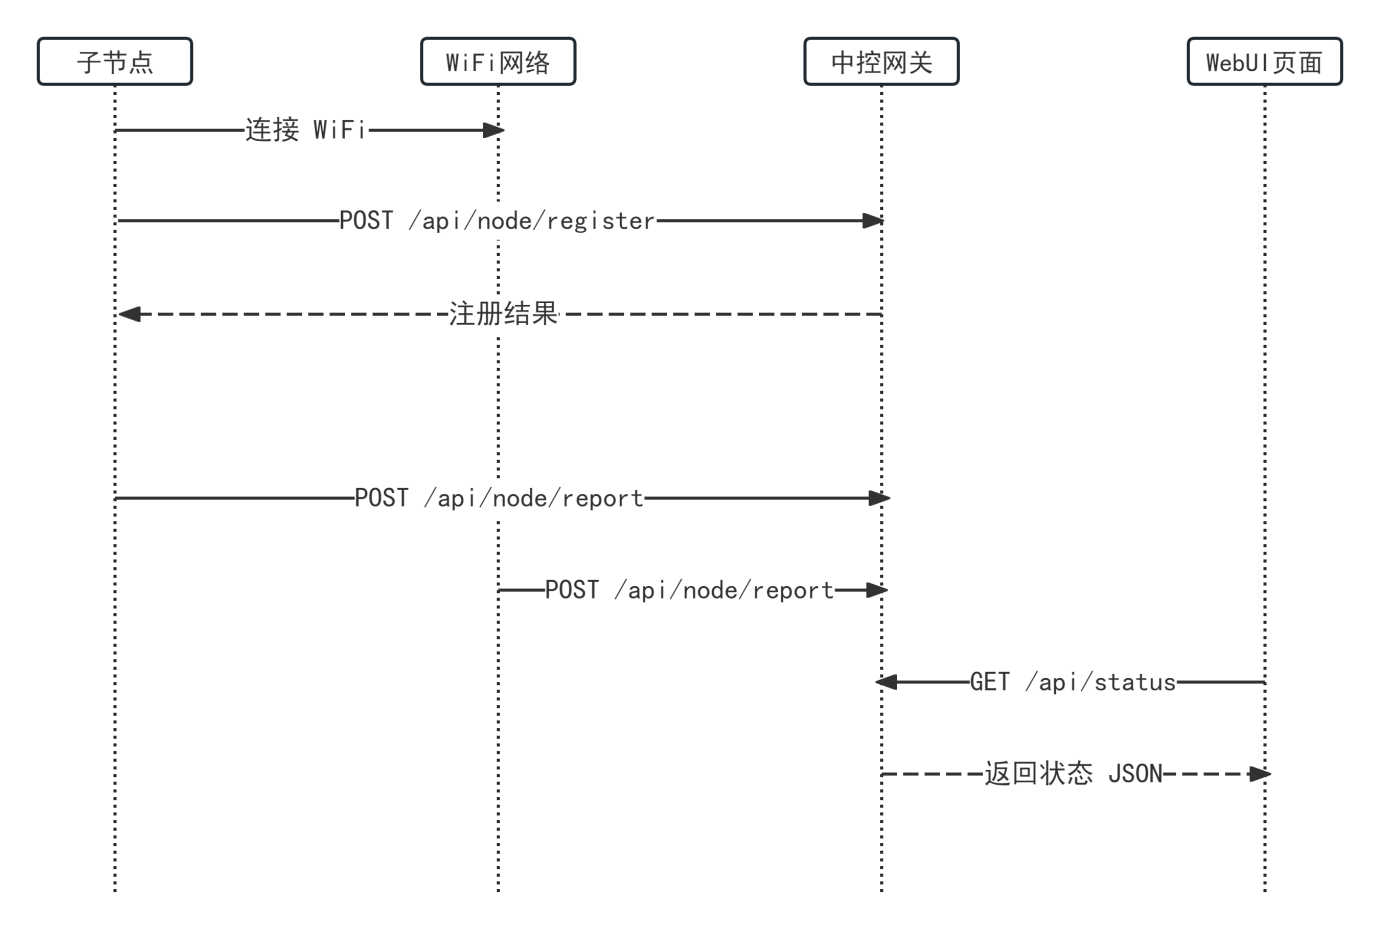 子节点
WiFi网络
中控网关
WebUI页面
连接 WiFi
POST /api/node/register
注册结果
POST /api/node/report
POST /api/node/report
GET /api/status
返回状态 JSON